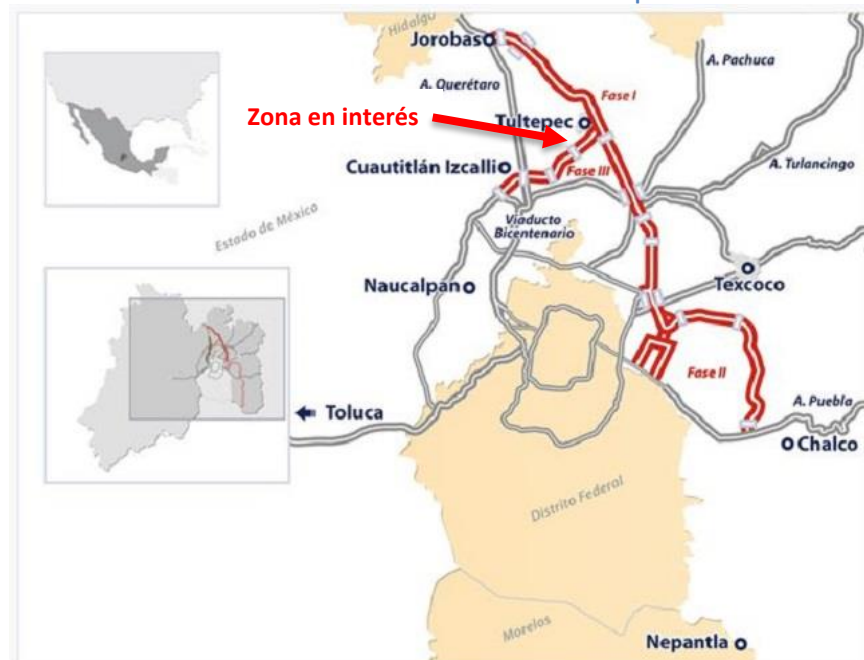 Hidalgo
Jorobas
A. Querétaro
A. Pachuca
Fase I
Zona en interés
Tultepec
A. Tulancingo
Cuautitlán Izcalli
Fase III
Estado de México
Viaducto
Bicentenario
Naucalpan
Texcoco
Fase II
A. Puebla
Toluca
Chalco
Distrito Federal
Morelos
Nepantla